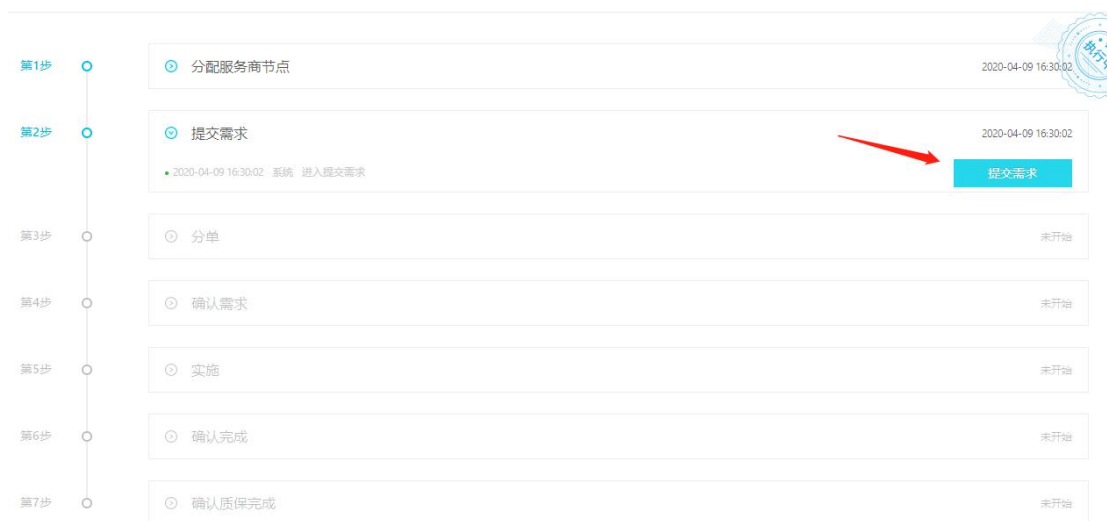 第1步 分配服务商节点 2020-04-09 16:30:02
执行中
第2步 提交需求 2020-04-09 16:30:02
2020-04-09 16:30:02 系统 进入提交需求 提交需求
第3步 分单 未开始
第4步 确认需求 未开始
第5步 实施 未开始
第6步 确认完成 未开始
第7步 确认质保完成 未开始